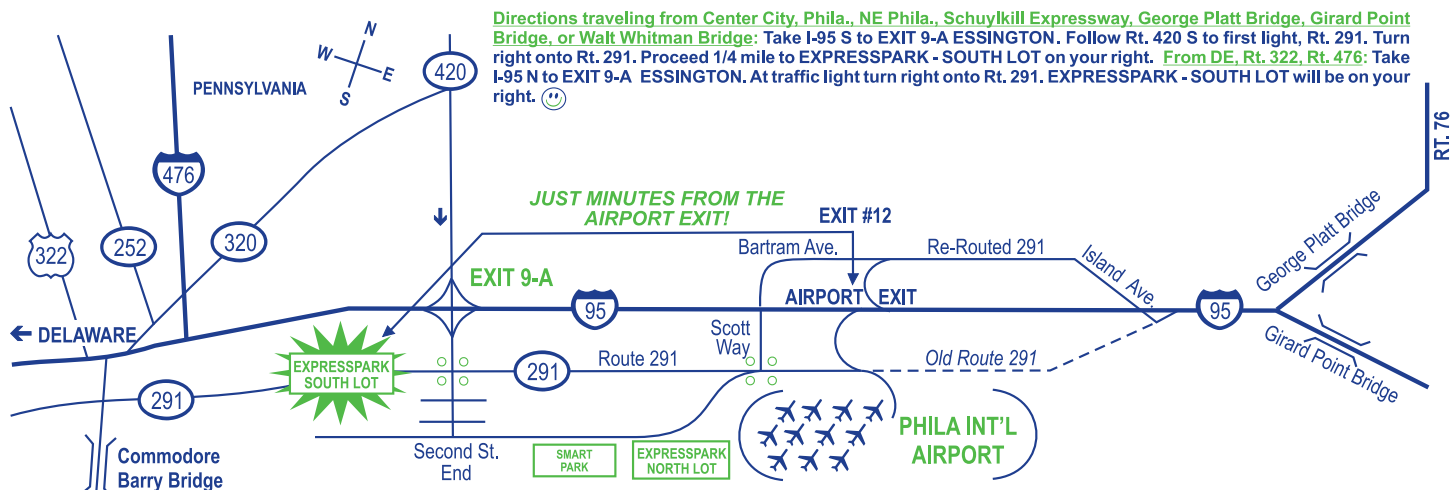 Directions traveling from Center City, Phila., NE Phila., Schuylkill Expressway, George Platt Bridge, Girard Point
Bridge, or Walt Whitman Bridge: Take I-95 S to EXIT 9-A ESSINGTON. Follow Rt. 420 S to first light, Rt. 291. Turn
right onto Rt. 291. Proceed 1/4 mile to EXPRESSPARK - SOUTH LOT on your right. From DE, Rt. 322, Rt. 476: Take
I-95 N to EXIT 9-A ESSINGTON. At traffic light turn right onto Rt. 291. EXPRESSPARK - SOUTH LOT will be on your
right.
N
W
E
S
420
PENNSYLVANIA
RT. 76
476
JUST MINUTES FROM THE
AIRPORT EXIT!
EXIT #12
322
252
320
Bartram Ave.
Re-Routed 291
Island Ave.
George Platt Bridge
EXIT 9-A
AIRPORT EXIT
95
95
← DELAWARE
Scott
Way
EXPRESSPARK
SOUTH LOT
291
Route 291
Old Route 291
Girard Point Bridge
291
PHILA INT'L
AIRPORT
Second St.
End
SMART
PARK
EXPRESSPARK
NORTH LOT
Commodore
Barry Bridge